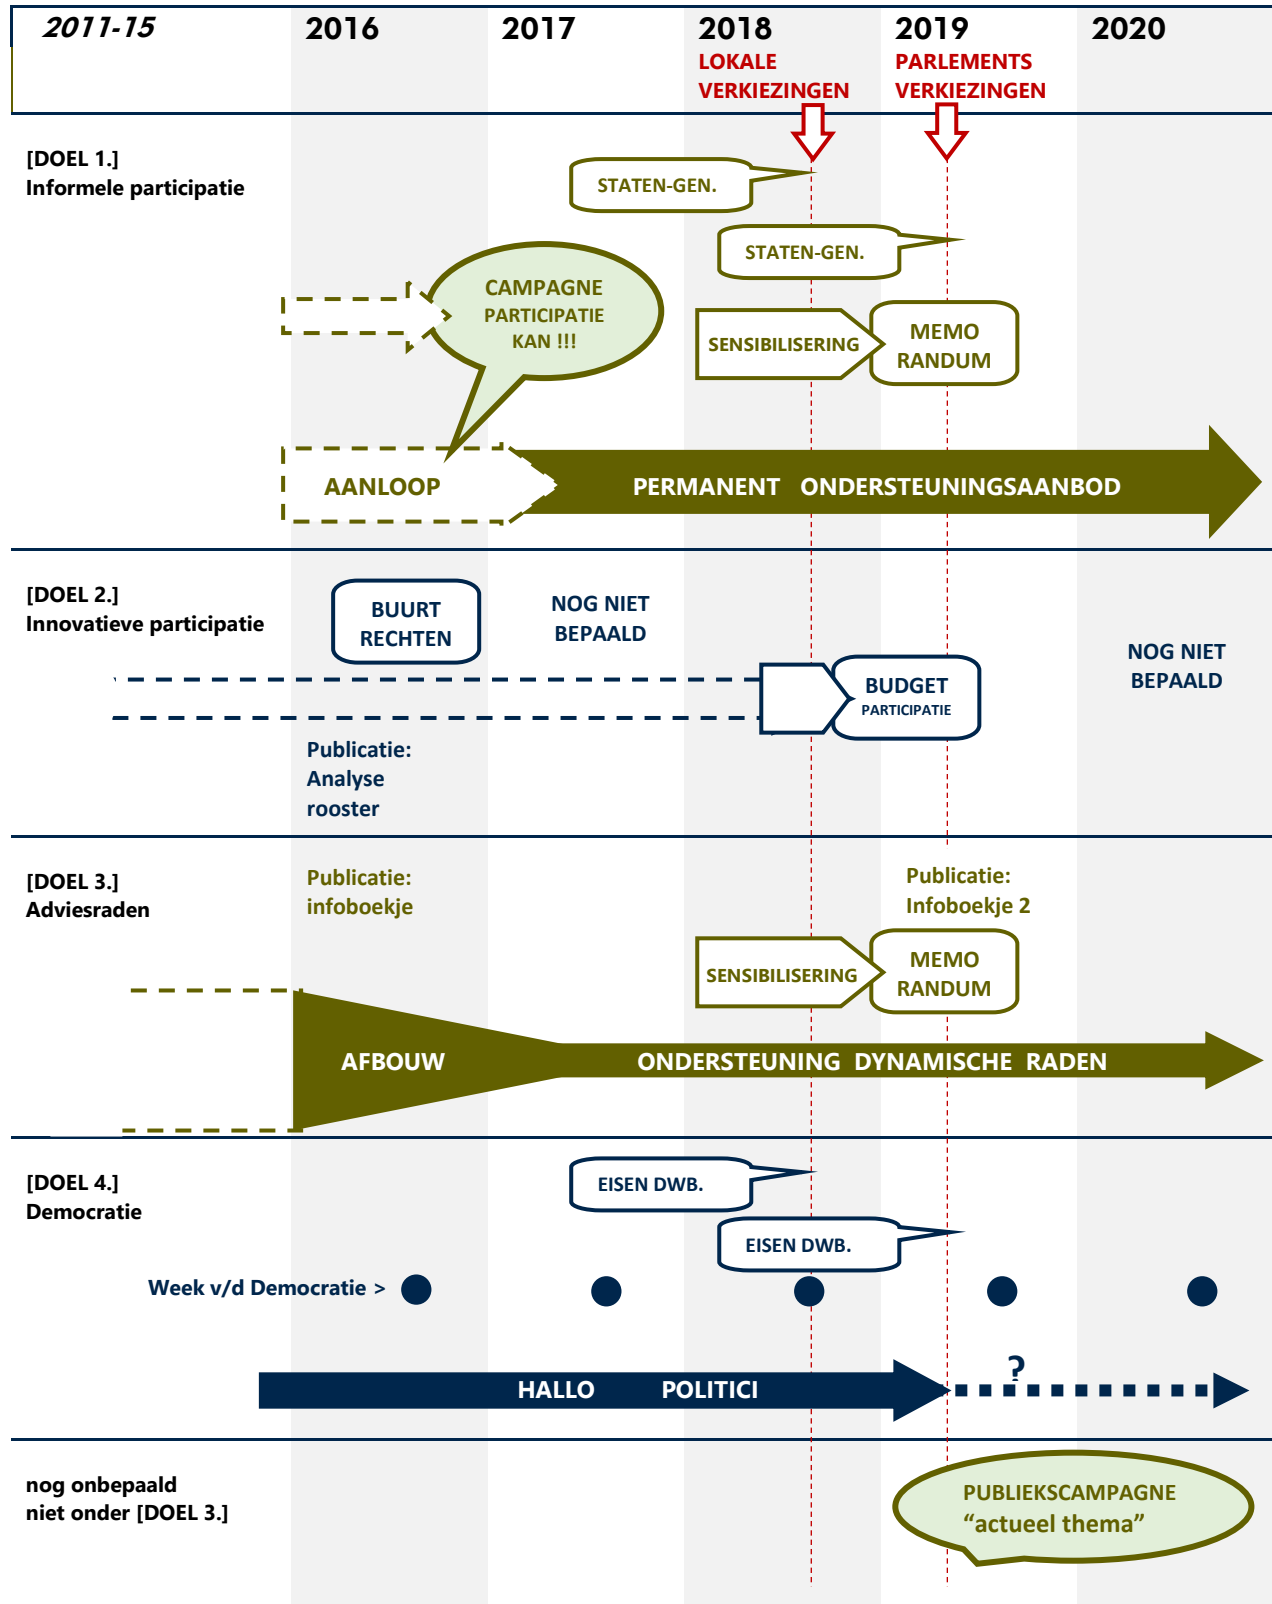 2011-15
2016
2017
2018
2019
2020
LOKALE
VERKIEZINGEN
PARLEMENTS
VERKIEZINGEN
[DOEL 1.]
Informele participatie
STATEN-GEN.
STATEN-GEN.
CAMPAGNE
PARTICIPATIE
KAN !!!
SENSIBILISERING
MEMO
RANDUM
AANLOOP
PERMANENT ONDERSTEUNINGSAANBOD
[DOEL 2.]
Innovatieve participatie
BUURT
RECHTEN
NOG NIET
BEPAALD
NOG NIET
BEPAALD
BUDGET
PARTICIPATIE
Publicatie:
Analyse
rooster
[DOEL 3.]
Adviesraden
Publicatie:
infoboekje
Publicatie:
Infoboekje 2
SENSIBILISERING
MEMO
RANDUM
AFBOUW
ONDERSTEUNING DYNAMISCHE RADEN
[DOEL 4.]
Democratie
EISEN DWB.
EISEN DWB.
Week v/d Democratie >
?
HALLO POLITICI
nog onbepaald
niet onder [DOEL 3.]
PUBLIEKSCAMPAGNE
“actueel thema”